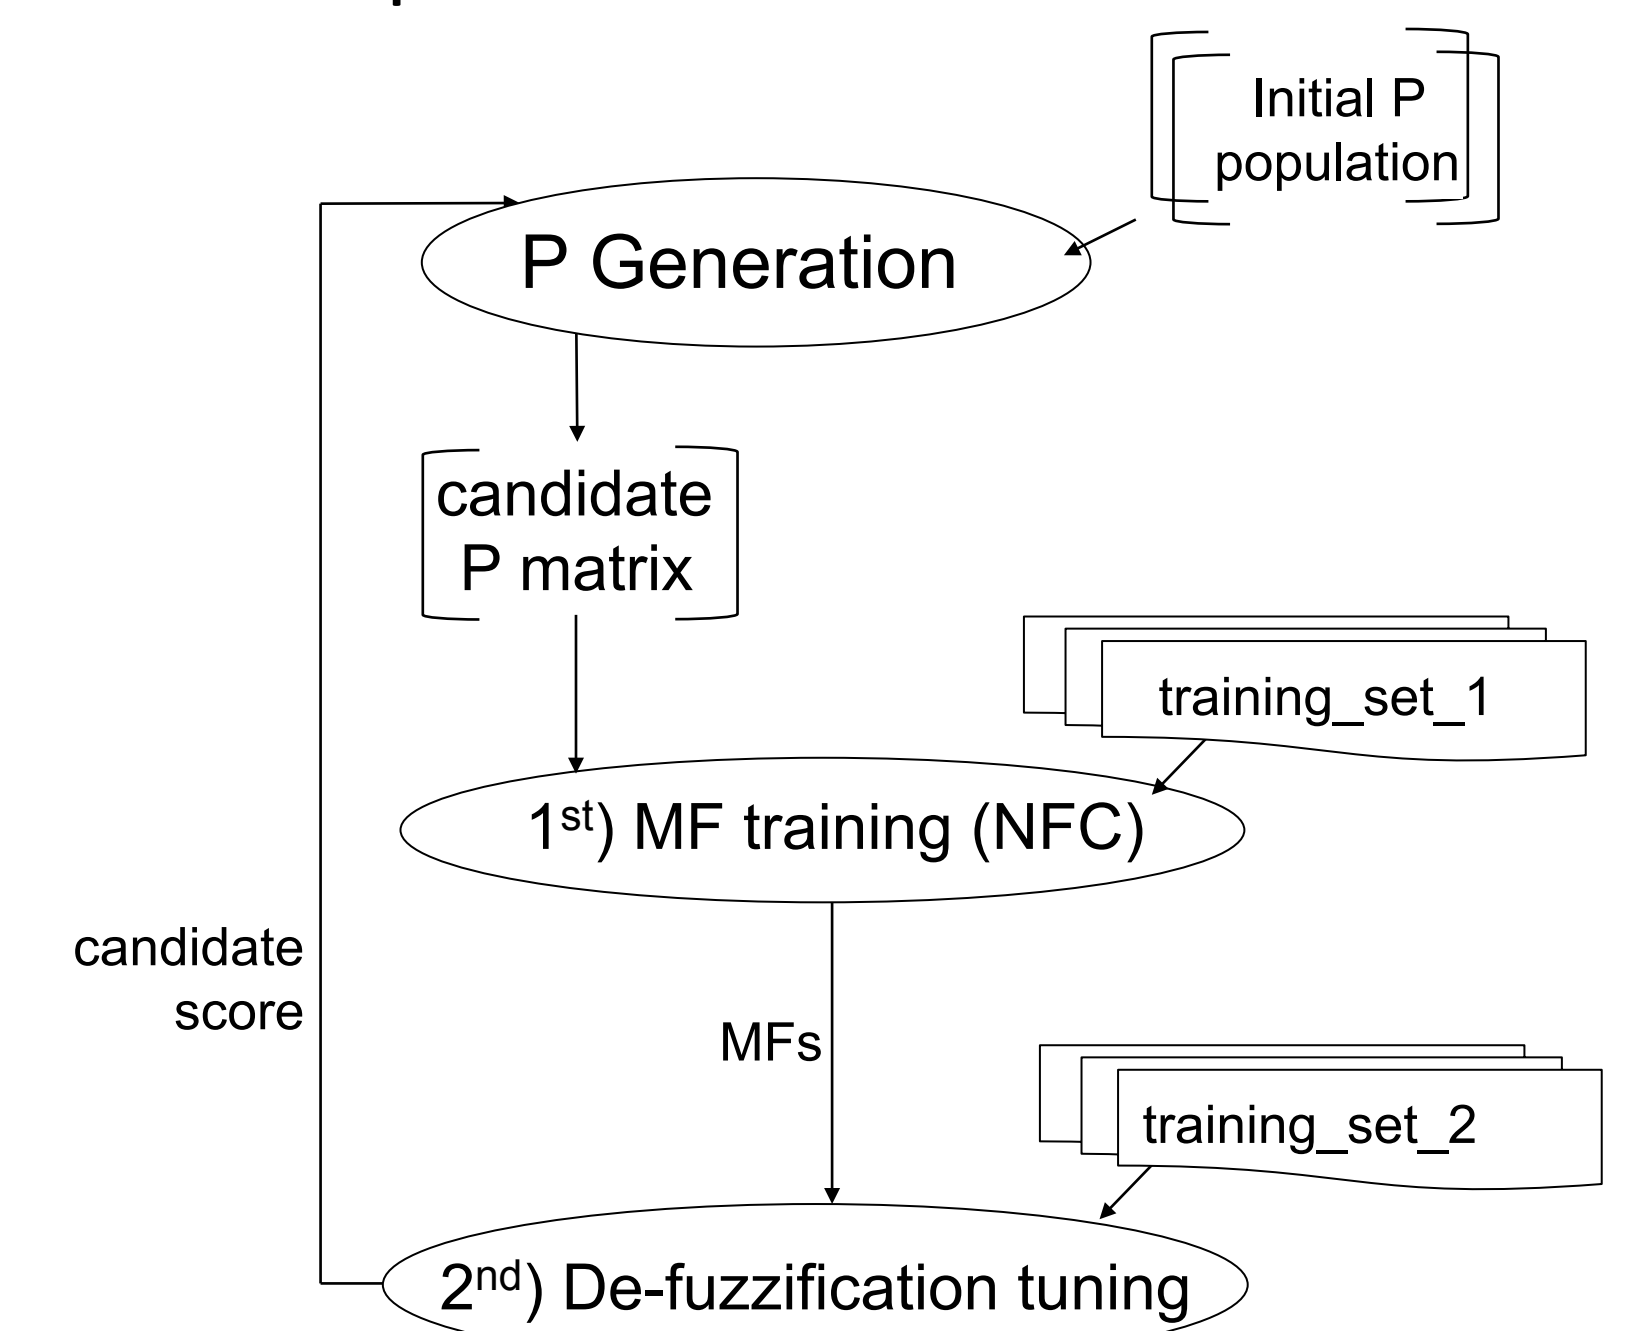 Initial P
population
P Generation
candidate
P matrix
training_set_1
1st) MF training (NFC)
candidate
score
MFs
training_set_2
2nd) De-fuzzification tuning